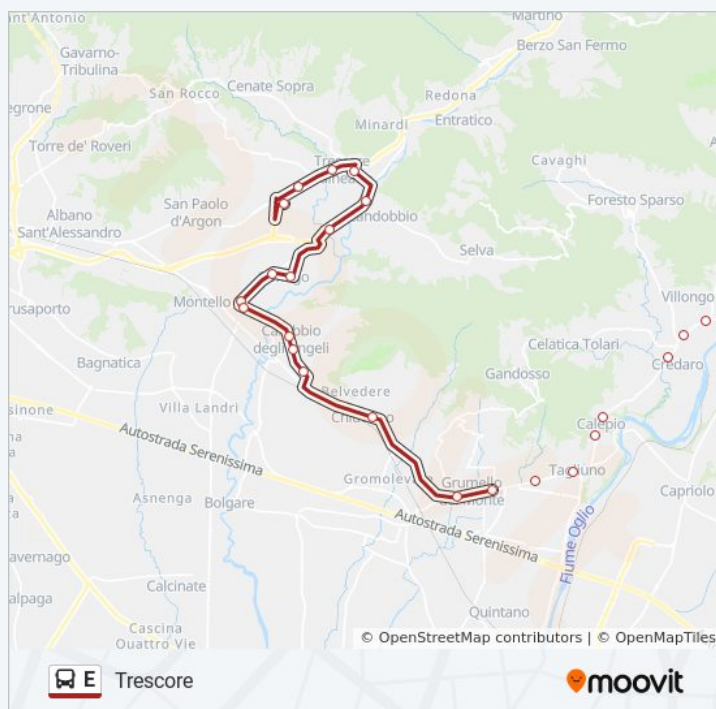 Sant'Antonio
Martino
Berzo San Fermo
Gavarno-
Tribulina
Cenate Sopra
San Rocco
Redona
Minardi
Entratico
Torre de' Roveri
Cavaghi
San Paolo
d'Argon
Foresto Sparso
Albano
Sant'Alessandro
Selva
Villongo
Montello
Celatica
Tolari
Credaro
Gandosso
Bagnatica
Belvedere
Villa Landri
Calepio
Autostrada Serenissima
Grumello
Capriolo
Asnenga
Bolgare
Autostrada Serenissima
Fiume Oglio
Calcinate
Quintano
Cascina
Quattro Vie
© OpenStreetMap contributors | © OpenMapTiles
E
Trescore
moovit